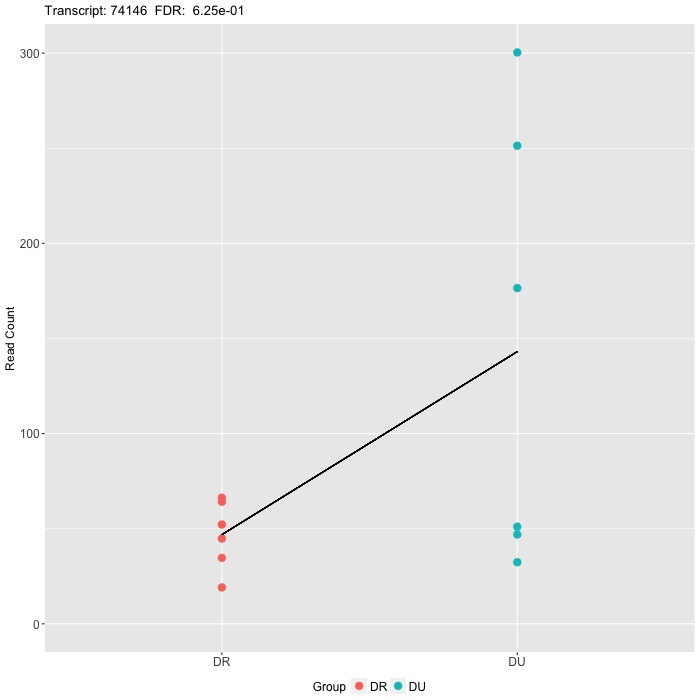 Transcript: 74146  FDR:  6.25e-01
300
200
100
0
Read Count
DR
DU
Group DR DU